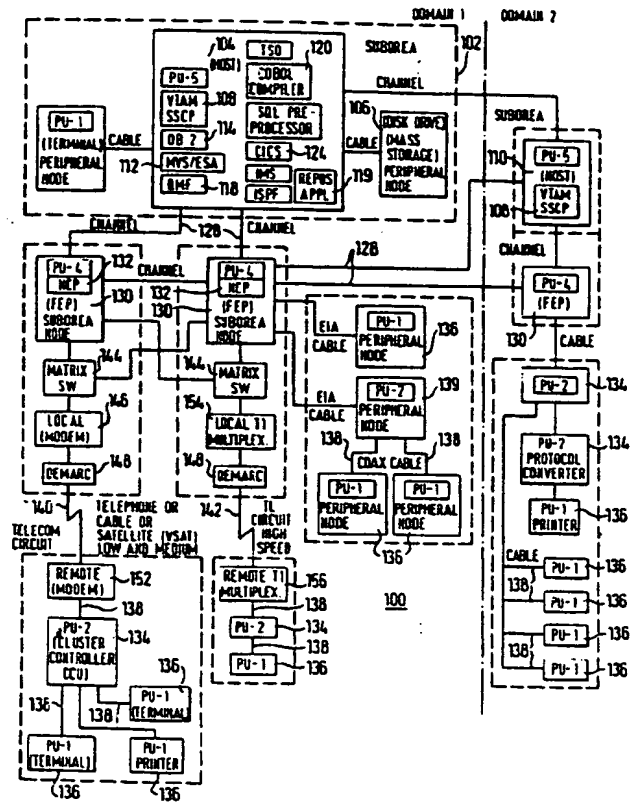 DOMAIN 1
DOMAIN 2
104
(HOST)
TSO
120
COBOL
COMPILER
SUBOREA
102
CHANNEL
PU-5
VTAM
SSCP
108
SQL PRE-
PROCESSOR
106
(DISK DRIVE)
(MASS
STORAGE)
PERIPHERAL
NODE
PU-1
(TERMINAL)
PERIPHERAL
NODE
CABLE
DB 2
114
CICS
124
CABLE
112
MVS/ESA
IMS
REPOS
APPL
119
RMF
118
ISPF
SUBOREA
110
PU-5
(HOST)
VTAM
SSCP
108
CHANNEL
128
CHANNEL
CHANNEL
PU-4
NCP
132
(FEP)
130
SUBOREA
NODE
CHANNEL
132
130
PU-4
NCP
(FEP)
SUBOREA
NODE
128
PU-4
(FEP)
130
CABLE
EIA
CABLE
PU-1
PERIPHERAL
NODE
136
144
MATRIX
SW
144
MATRIX
SW
EIA
CABLE
PU-2
PERIPHERAL
NODE
139
PU-2
134
146
LOCAL
(MODEM)
154
LOCAL T1
MULTIPLEX.
138
COAX CABLE
138
PU-2
PROTOCOL
CONVERTER
134
148
DEMARC
148
DEMARC
PU-1
PERIPHERAL
NODE
PU-1
PERIPHERAL
NODE
136
PU-1
PRINTER
136
140
TELEPHONE OR
CABLE OR
SATELLITE (VSAT)
LOW AND MEDIUM
TELECOM
CIRCUIT
142
TL
CIRCUIT
HIGH
SPEED
CABLE
138
PU-1
136
PU-1
136
138
PU-1
136
PU-1
136
100
REMOTE
(MODEM)
152
138
REMOTE T1
MULTIPLEX.
156
138
PU-2
134
138
PU-1
136
PU-2
(CLUSTER
CONTROLLER
CCU)
134
136
138
138
PU-1
(TERMINAL)
PU-1
(TERMINAL)
136
PU-1
PRINTER
136